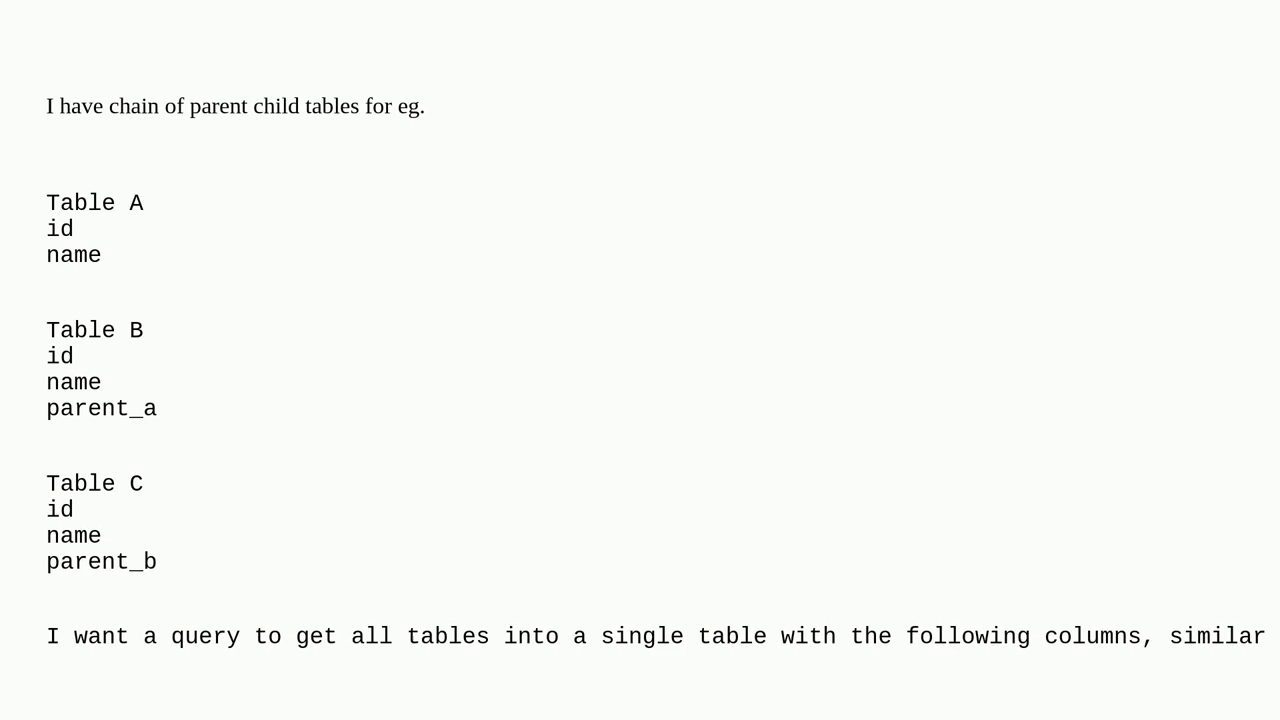 I have chain of parent child tables for eg.
Table A
id
name
Table B
id
name
parent_a
Table C
id
name
parent_b
I want a query to get all tables into a single table with the following columns, similar